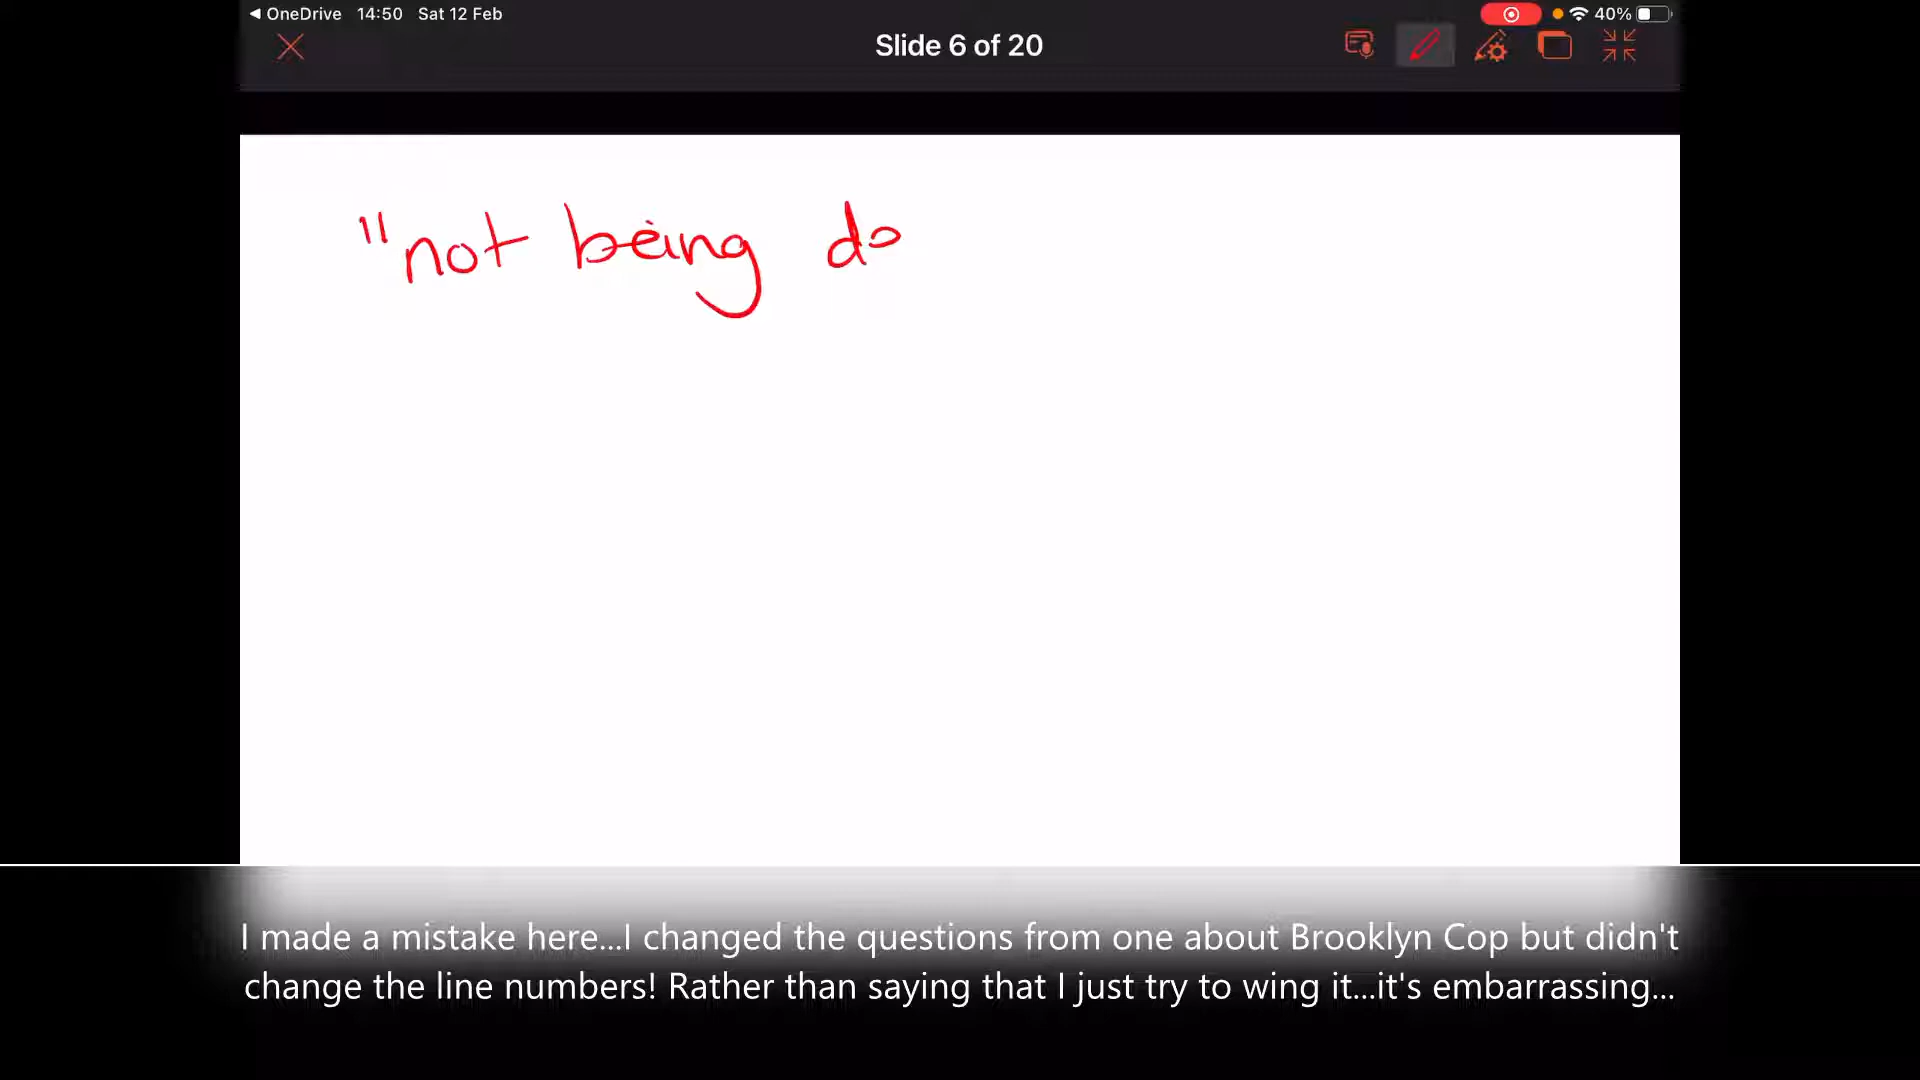 ◀ OneDrive 14:50 Sat 12 Feb 40%
Slide 6 of 20
"not being do
I made a mistake here...I changed the questions from one about Brooklyn Cop but didn't
change the line numbers! Rather than saying that I just try to wing it...it's embarrassing...